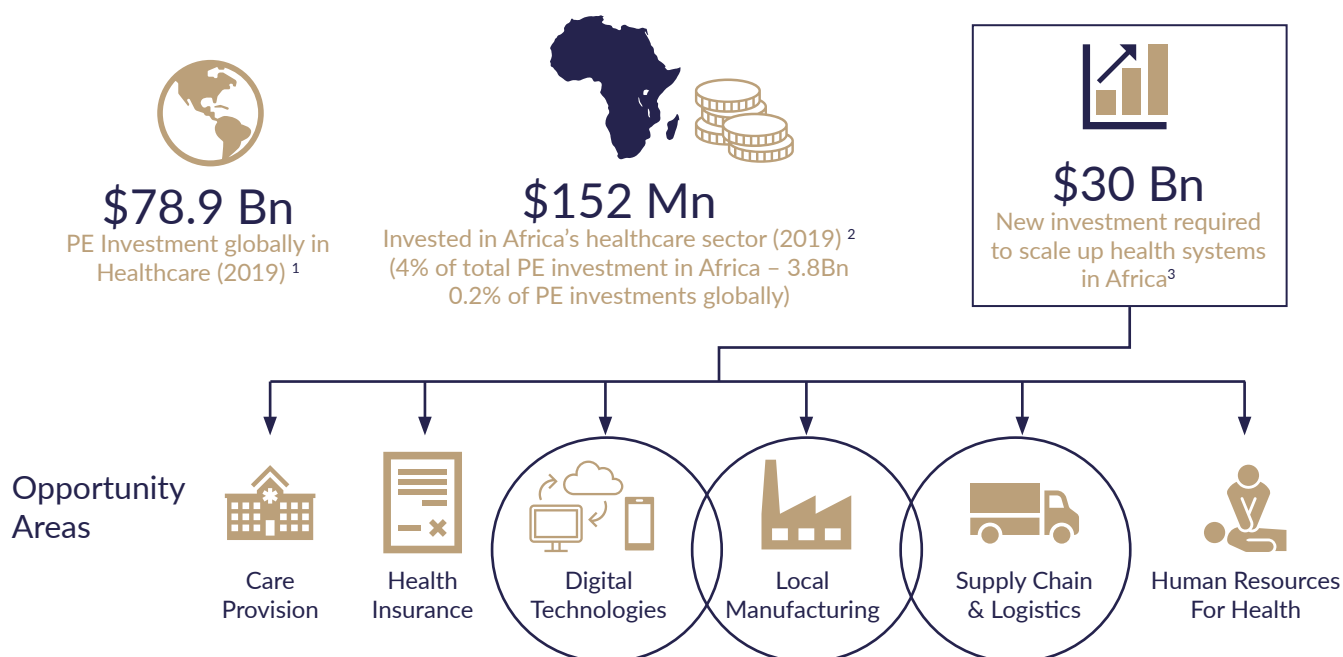 $78.9 Bn
PE Investment globally in
Healthcare (2019) 1
$152 Mn
Invested in Africa’s healthcare sector (2019) 2
(4% of total PE investment in Africa – 3.8Bn
0.2% of PE investments globally)
$30 Bn
New investment required
to scale up health systems
in Africa3
Opportunity
Areas
Care
Provision
Health
Insurance
Digital
Technologies
Local
Manufacturing
Supply Chain
& Logistics
Human Resources
For Health